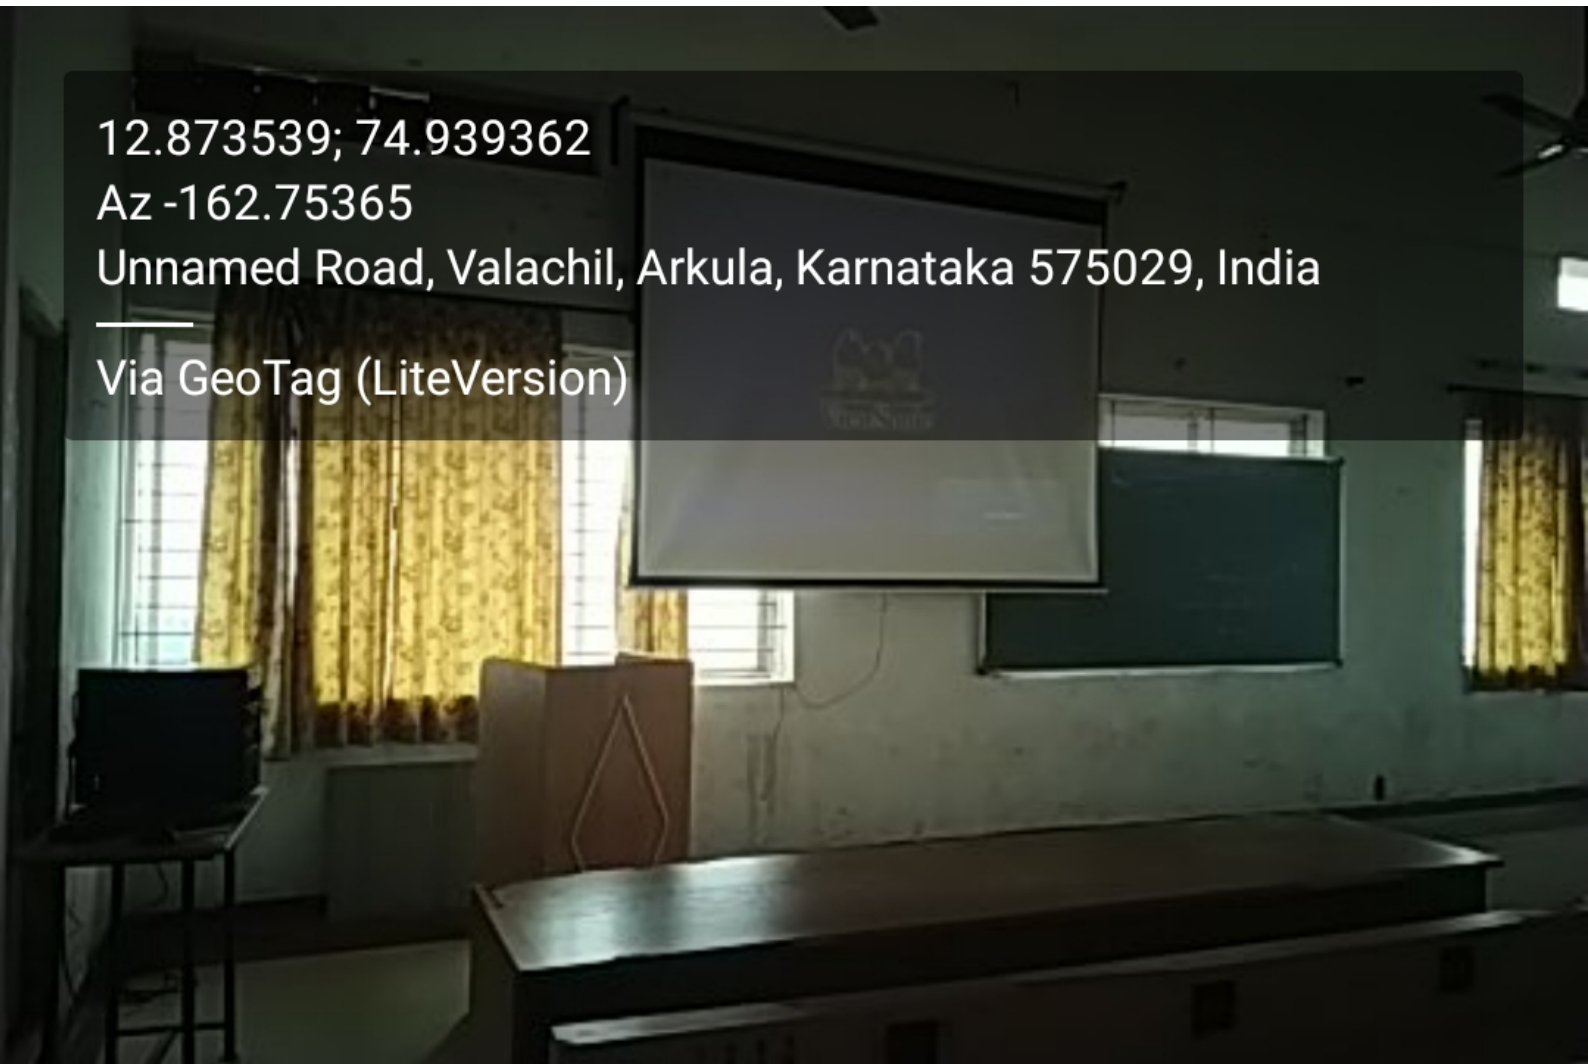 12.873539; 74.939362
Az -162.75365
Unnamed Road, Valachil, Arkula, Karnataka 575029, India
Via GeoTag (LiteVersion)